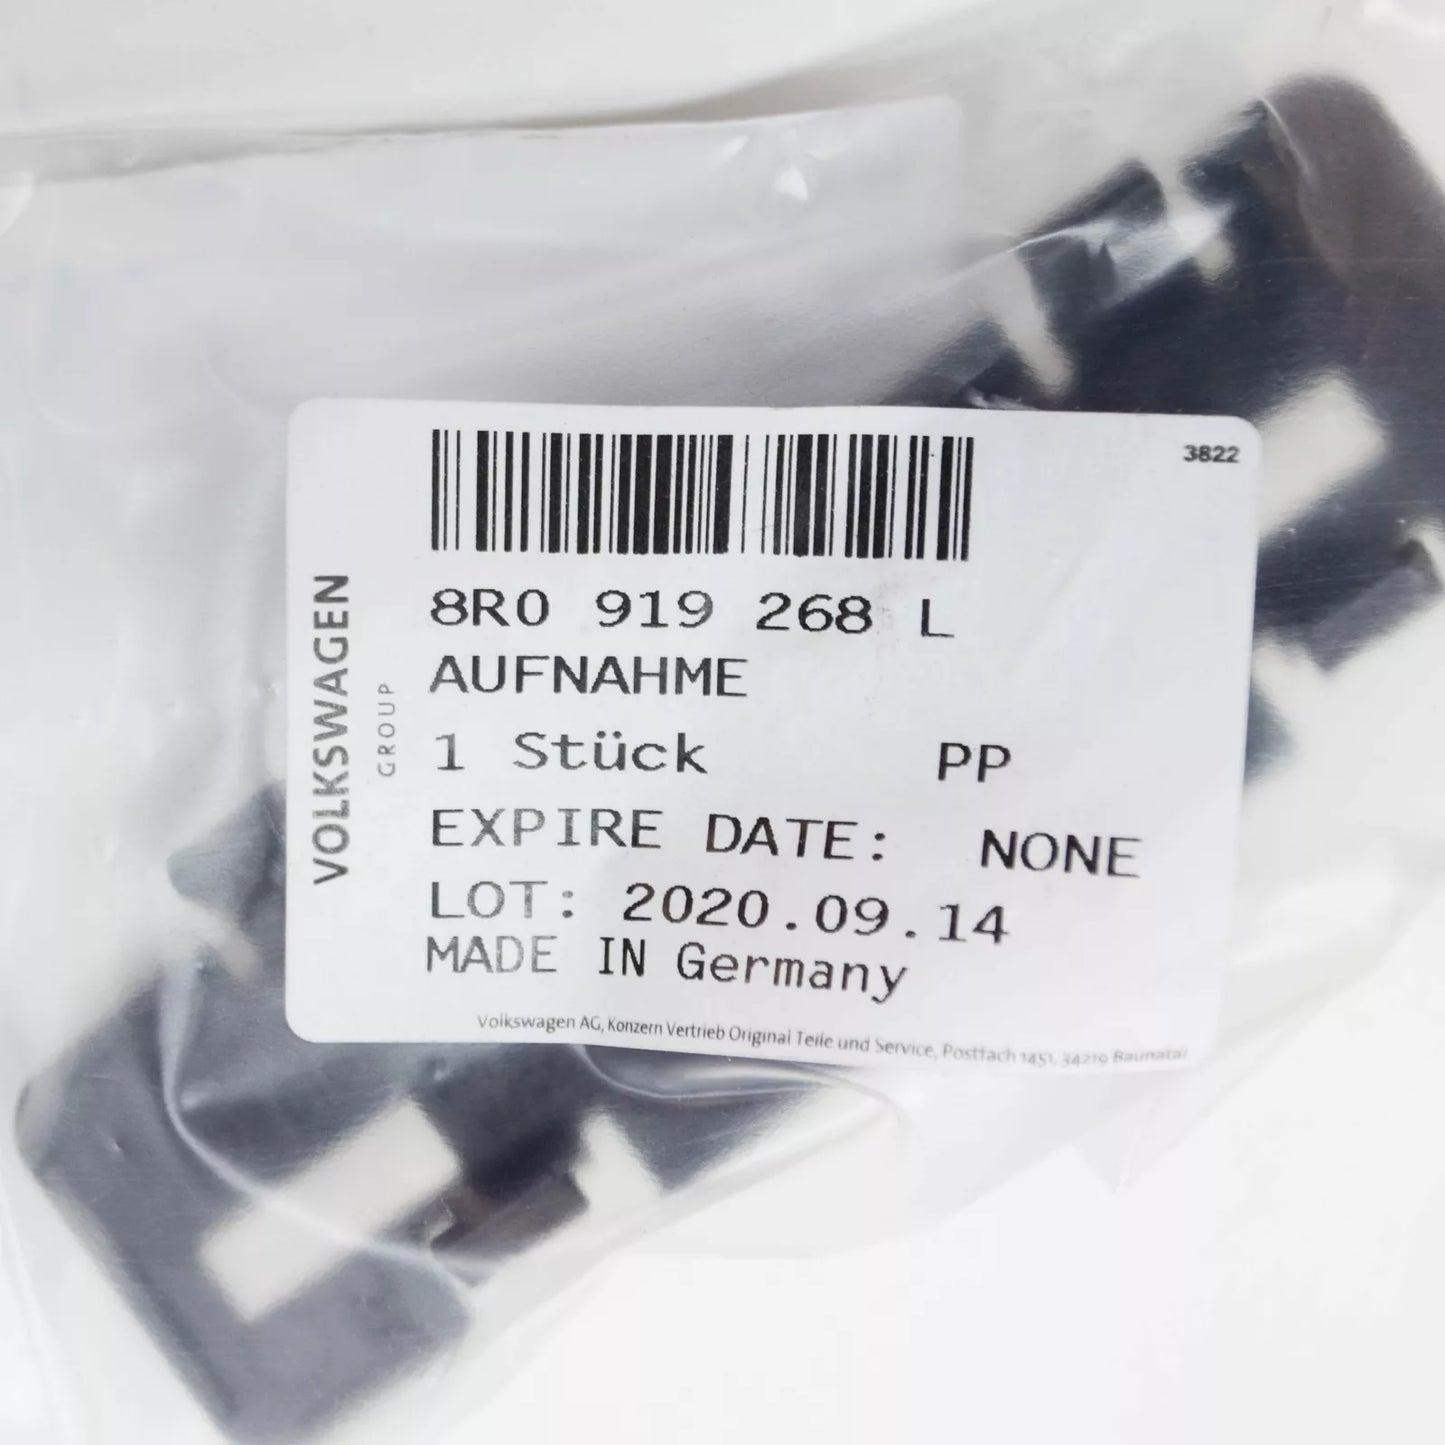 3822
8R0 919 268 L
AUFNAHME
1 Stück PP
EXPIRE DATE: NONE
LOT: 2020.09.14
MADE IN Germany
Volkswagen AG, Konzern Vertrieb Original Teile und Service, Postfach 1451, 34219 Baunatal
VOLKSWAGEN
GROUP